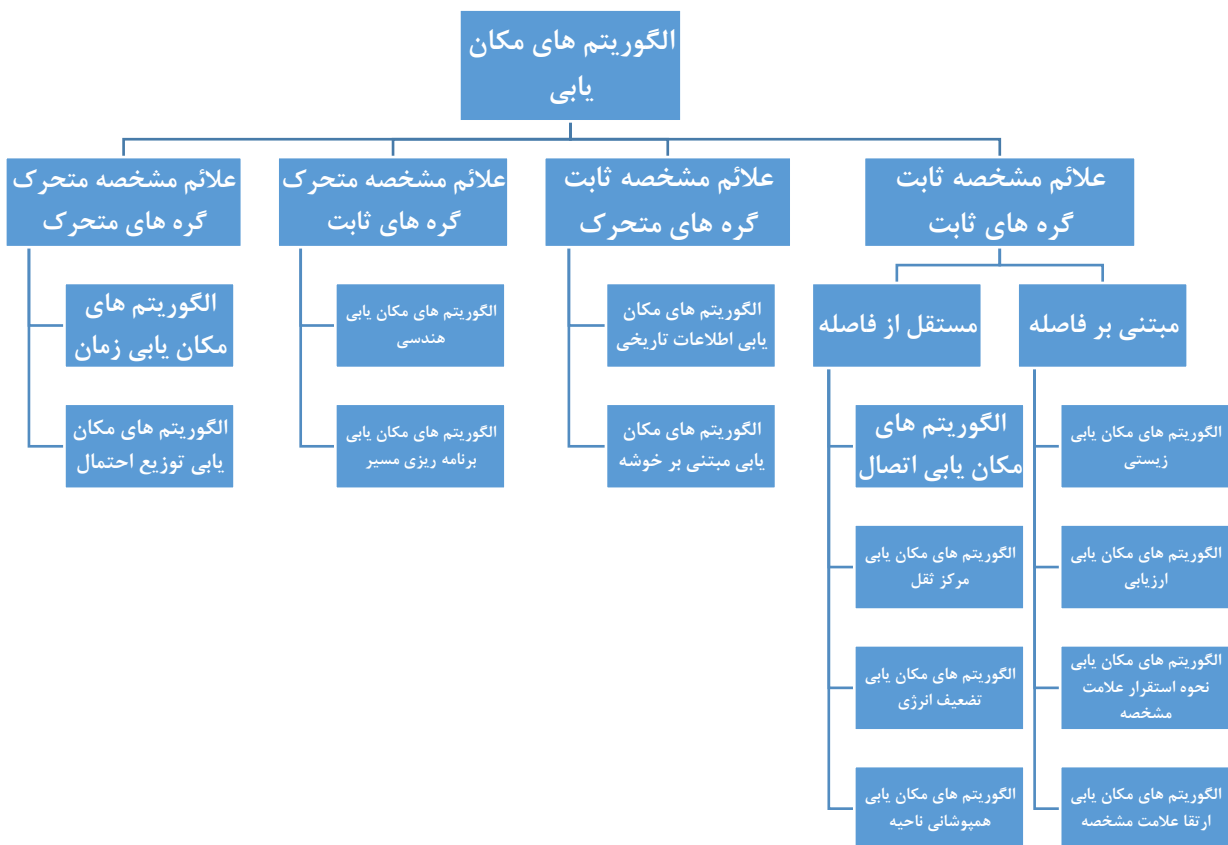 الگوریتم های مکان
یابی
علائم مشخصه ثابت
گره های ثابت
علائم مشخصه ثابت
گره های متحرک
علائم مشخصه متحرک
گره های ثابت
علائم مشخصه متحرک
گره های متحرک
مبتنی بر فاصله
الگوریتم های مکان یابی
زیستی
الگوریتم های مکان یابی
ارزیابی
الگوریتم های مکان یابی
نحوه استقرار علامت
مشخصه
الگوریتم های مکان یابی
ارتقا علامت مشخصه
مستقل از فاصله
الگوریتم های
مکان یابی اتصال
الگوریتم های مکان یابی
مرکز ثقل
الگوریتم های مکان یابی
تضعیف انرژی
الگوریتم های مکان یابی
همپوشانی ناحیه
الگوریتم های مکان
یابی اطلاعات تاریخی
الگوریتم های مکان
یابی مبتنی بر خوشه
الگوریتم های مکان یابی
هندسی
الگوریتم های مکان یابی
برنامه ریزی مسیر
الگوریتم های
مکان یابی زمان
الگوریتم های مکان
یابی توزیع احتمال